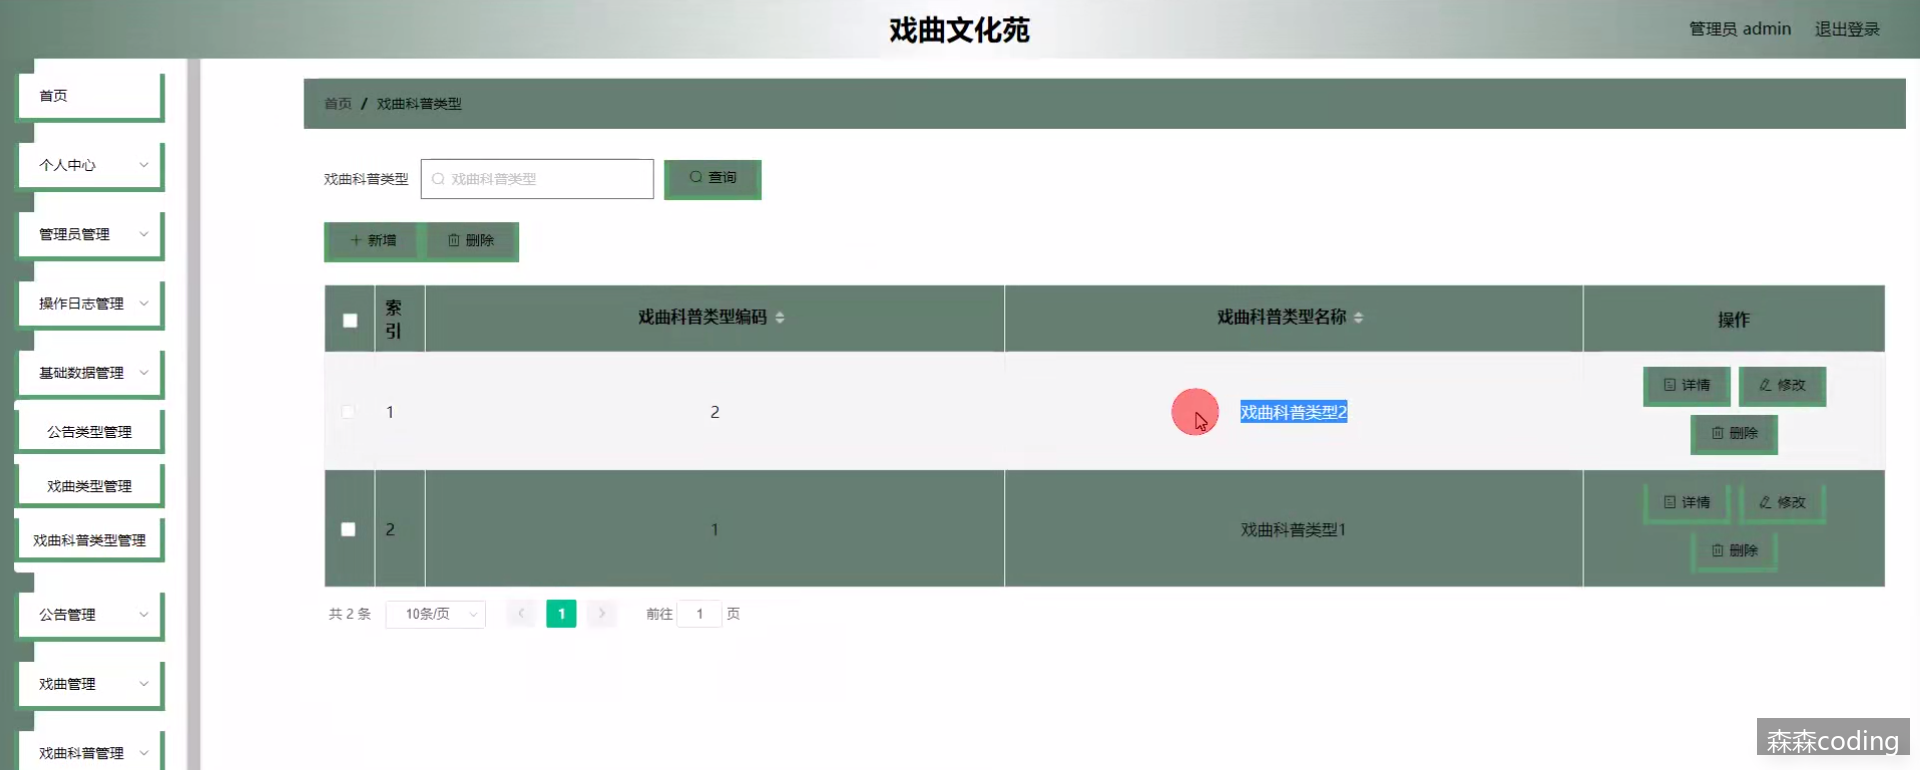 戏曲文化苑
管理员 admin
退出登录
首页
个人中心
管理员管理
操作日志管理
基础数据管理
公告类型管理
戏曲类型管理
戏曲科普类型管理
公告管理
戏曲管理
戏曲科普管理
首页 / 戏曲科普类型
戏曲科普类型
戏曲科普类型
查询
新增
删除
索引
戏曲科普类型编码
戏曲科普类型名称
操作
1
2
戏曲科普类型2
详情
修改
删除
2
1
戏曲科普类型1
详情
修改
删除
共 2 条
10条/页
1
前往 1 页
森森coding